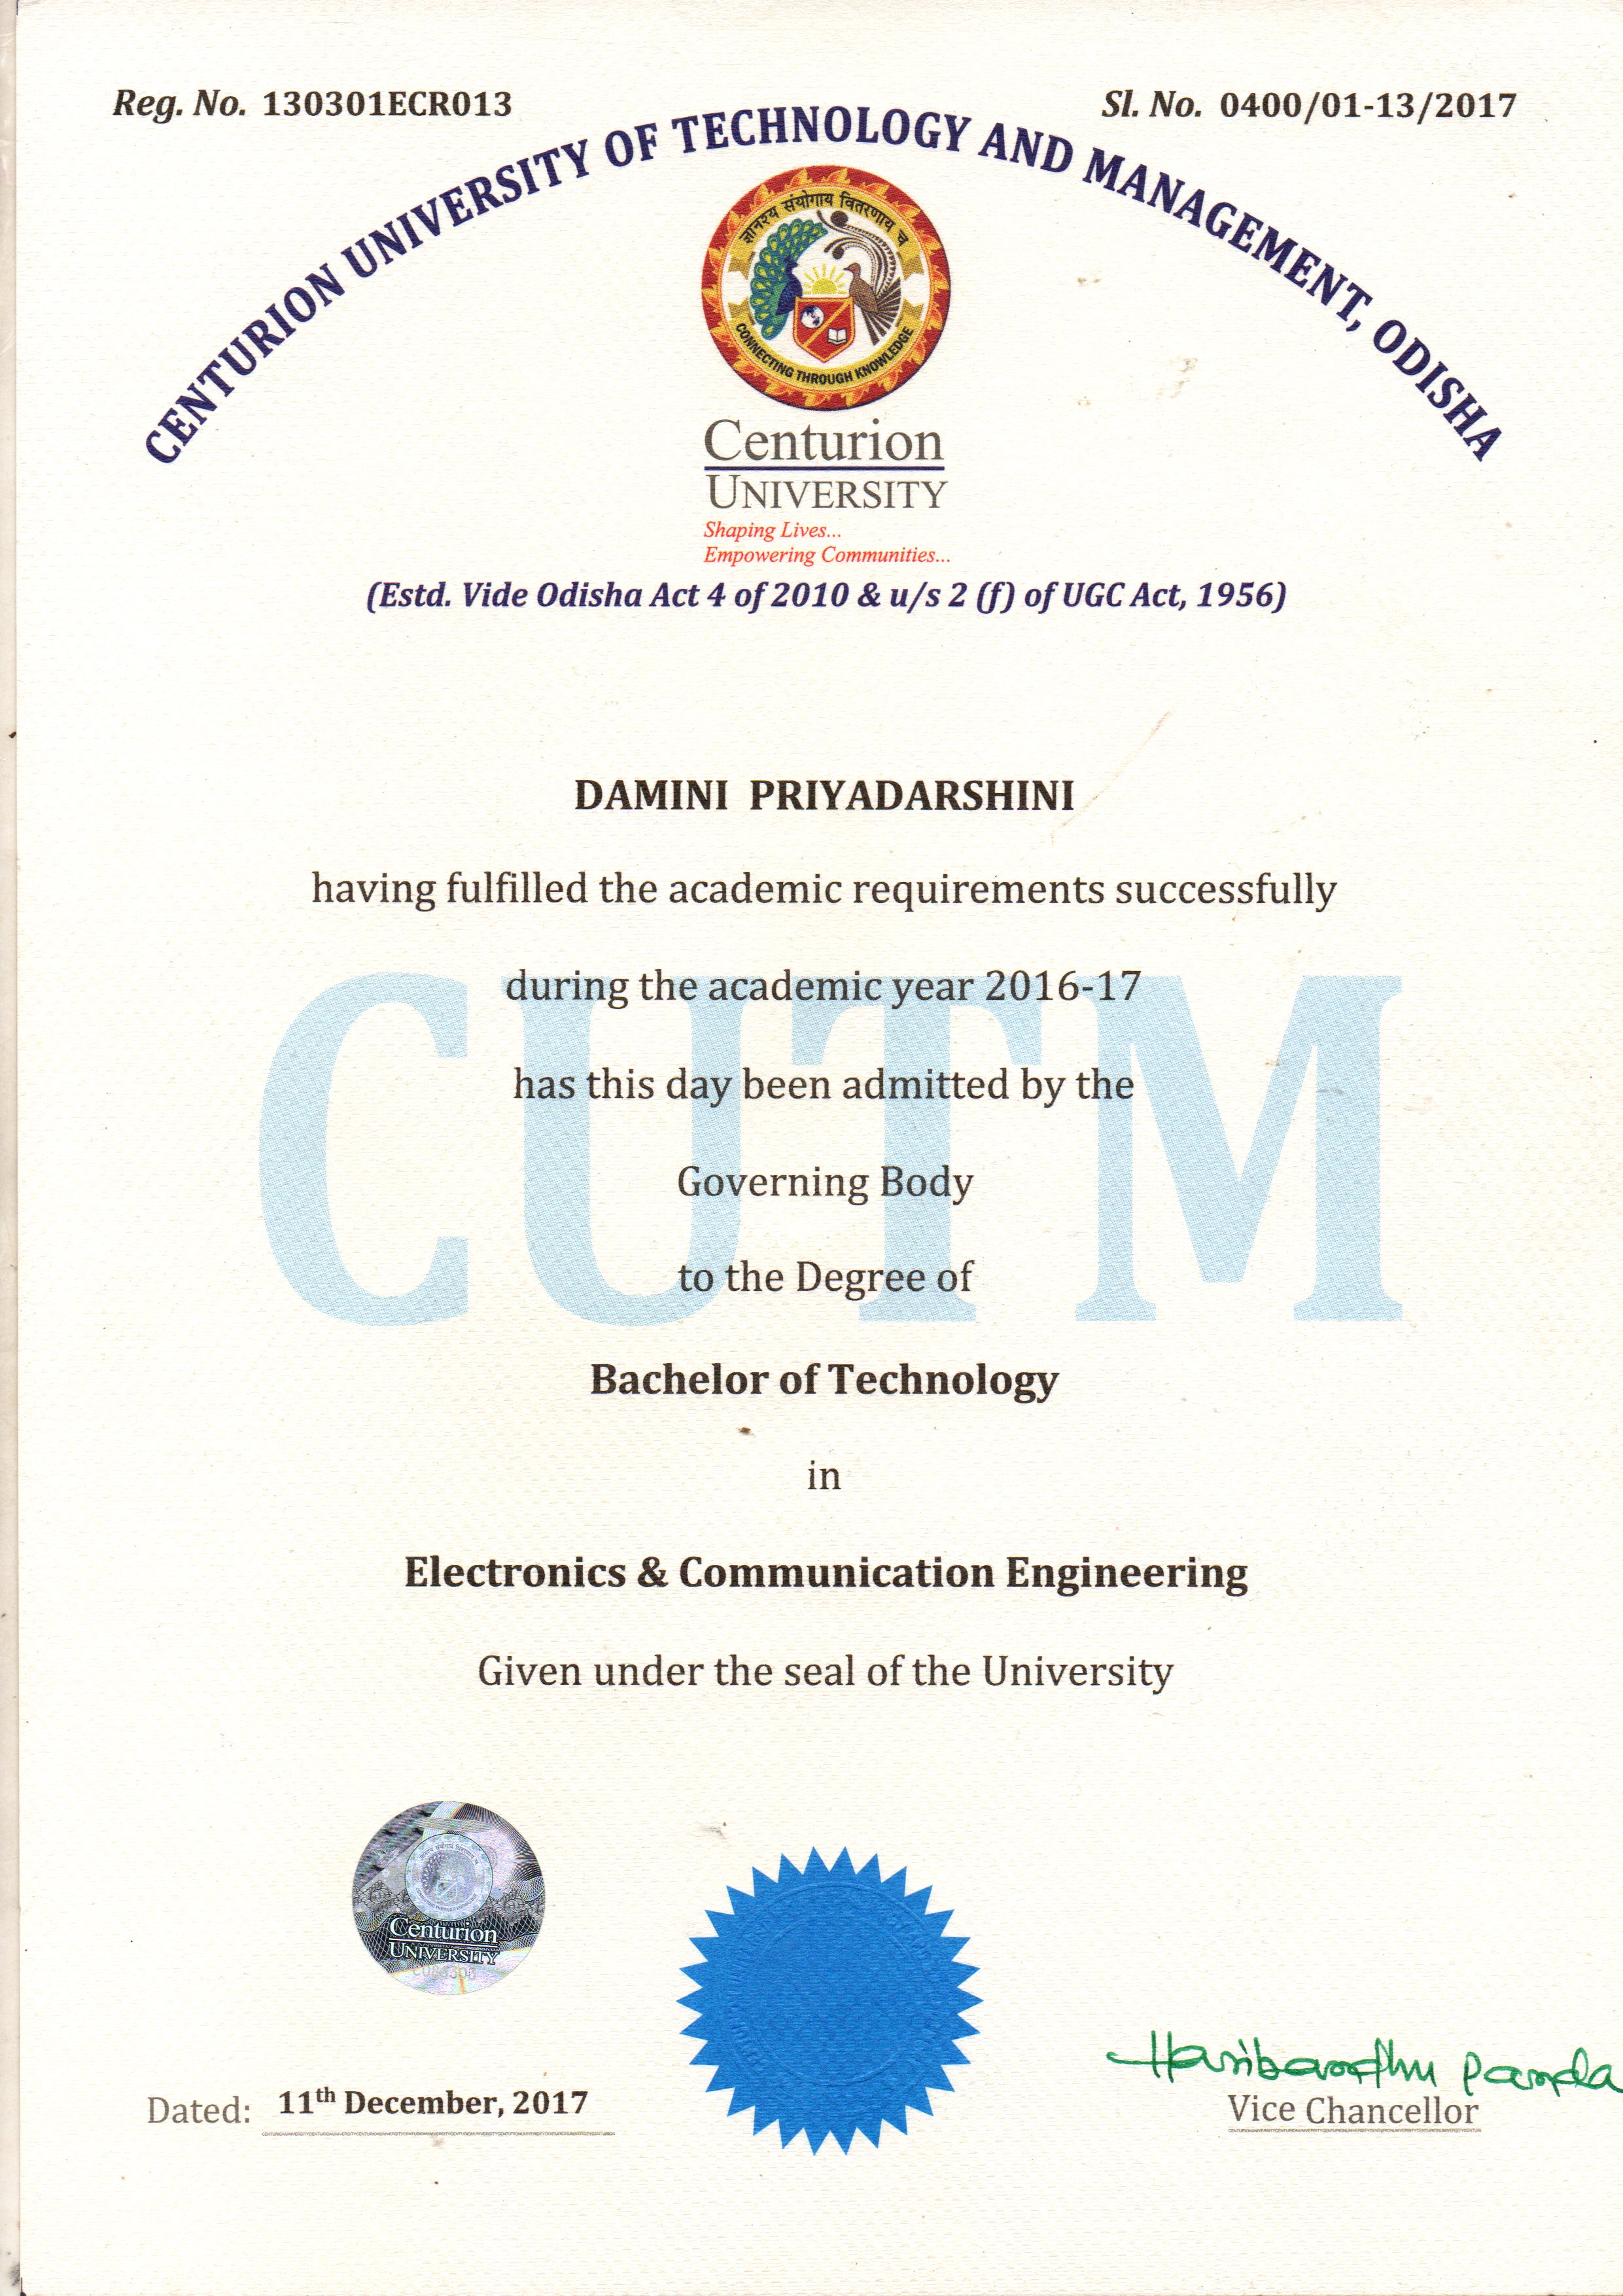 Reg. No. 130301ECR013
Sl. No. 0400/01-13/2017
CENTURION UNIVERSITY OF TECHNOLOGY AND MANAGEMENT, ODISHA
ज्ञानश्य संयोगाय वितरणाय च
CONNECTING THROUGH KNOWLEDGE
Centurion
UNIVERSITY
Shaping Lives...
Empowering Communities...
(Estd. Vide Odisha Act 4 of 2010 & u/s 2 (f) of UGC Act, 1956)
DAMINI PRIYADARSHINI
having fulfilled the academic requirements successfully
during the academic year 2016-17
CUTM
has this day been admitted by the
Governing Body
to the Degree of
Bachelor of Technology
in
Electronics & Communication Engineering
Given under the seal of the University
Centurion
UNIVERSITY
Dated: 11th December, 2017
Haribandhu Panda
Vice Chancellor